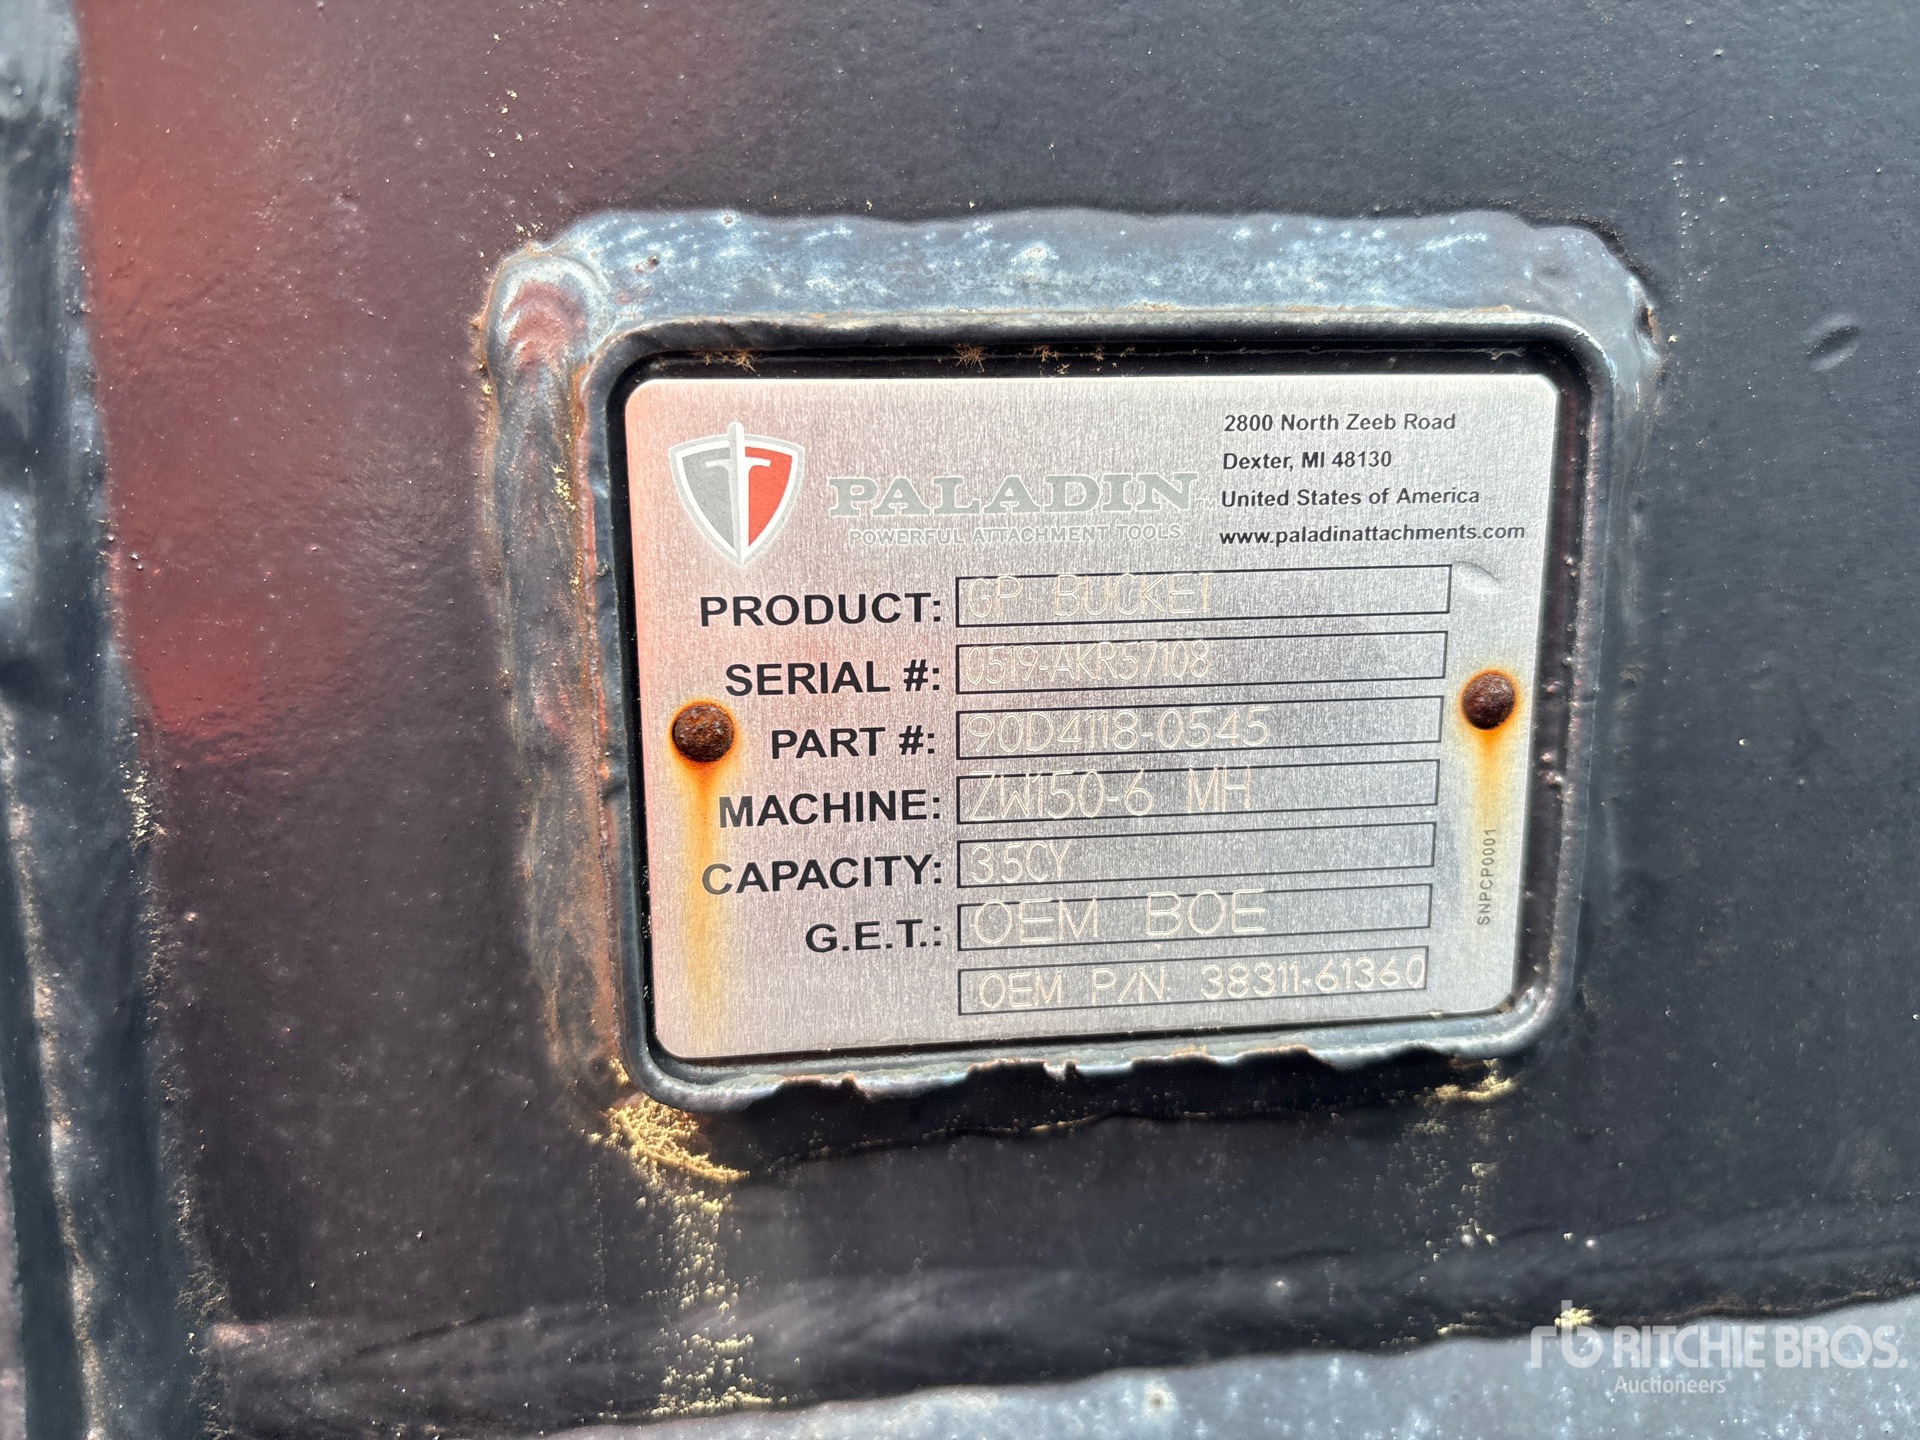 PALADIN
POWERFUL ATTACHMENT TOOLS
2800 North Zeeb Road
Dexter, MI 48130
United States of America
www.paladinattachments.com
PRODUCT: GP BUCKET
SERIAL #: 0519-AKR57108
PART #: 90D4118-0545
MACHINE: ZW150-6 MH
CAPACITY: 3.5CY
G.E.T.: OEM BOE
OEM P/N: 38311-61360
SNPCP0001
rb RITCHIE BROS.
Auctioneers